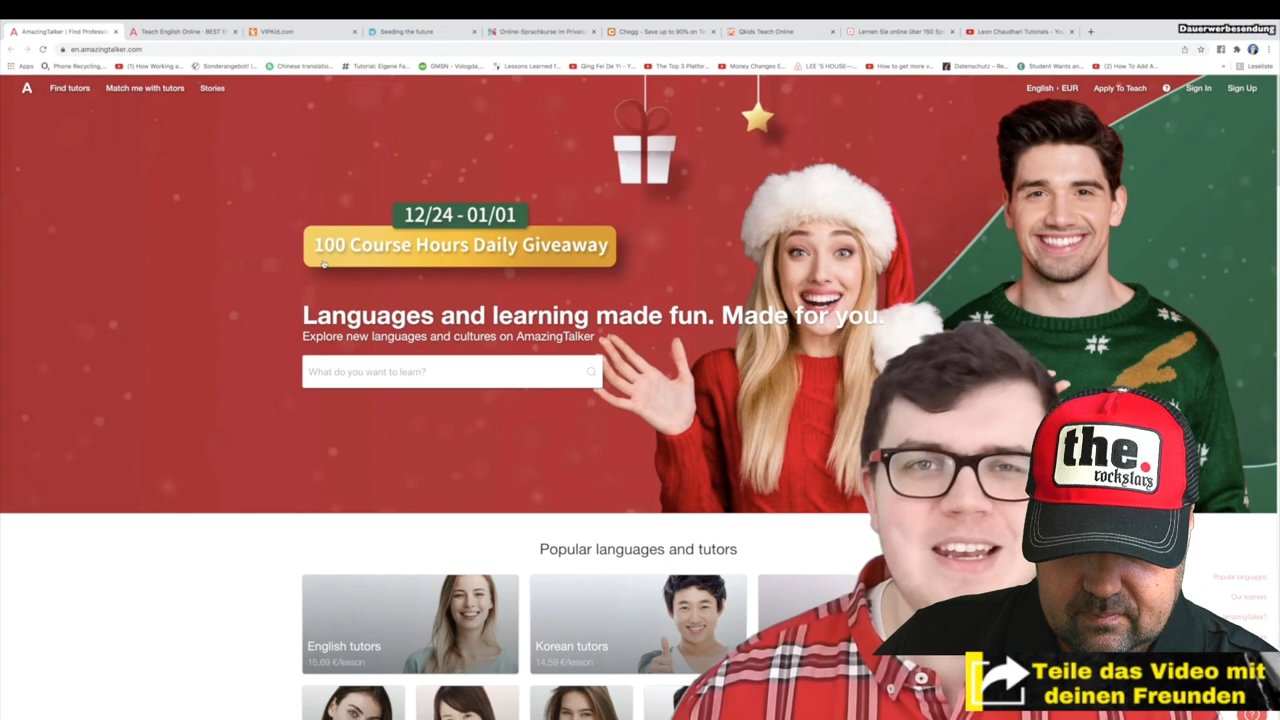 Dauerwerbesendung
AmazingTalker | Find Professi
Teach English Online - BEST E
VIPKid.com
Seeding the future
Online-Sprachkurse im Privatu
Chegg - Save up to 90% on Te
Qkids Teach Online
Lernen Sie online über 150 Sp
Leon Chaudhari Tutorials - Yo
en.amazingtalker.com
Apps
Phone Recycling,...
(1) How Working a...
Sonderangebot! |...
Chinese translatio...
Tutorial: Eigene Fa...
GMSN - Vologda,...
Lessons Learned f...
Qing Fei De Yi - Y...
The Top 3 Platfor...
Money Changes E...
LEE 'S HOUSE—...
How to get more v...
Datenschutz – Re...
Student Wants an...
(2) How To Add A...
»
Leseliste
A Find tutors Match me with tutors Stories
English • EUR Apply To Teach ? Sign In Sign Up
12/24 - 01/01
100 Course Hours Daily Giveaway
Languages and learning made fun. Made for you.
Explore new languages and cultures on AmazingTalker
What do you want to learn?
Popular languages and tutors
English tutors
15,69 €/lesson
Korean tutors
14,59 €/lesson
Popular languages
Our learners
the.
rockstars
Teile das Video mit
deinen Freunden